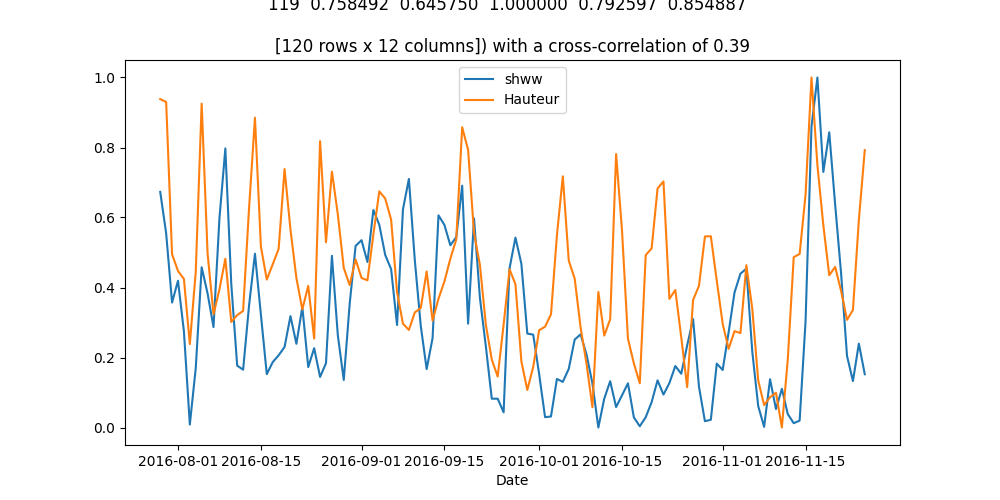 119 0.758492 0.645750 1.000000 0.792597 0.854887
[120 rows x 12 columns]) with a cross-correlation of 0.39
shww
Hauteur
1.0
0.8
0.6
0.4
0.2
0.0
2016-08-01 2016-08-15 2016-09-01 2016-09-15 2016-10-01 2016-10-15 2016-11-01 2016-11-15
Date